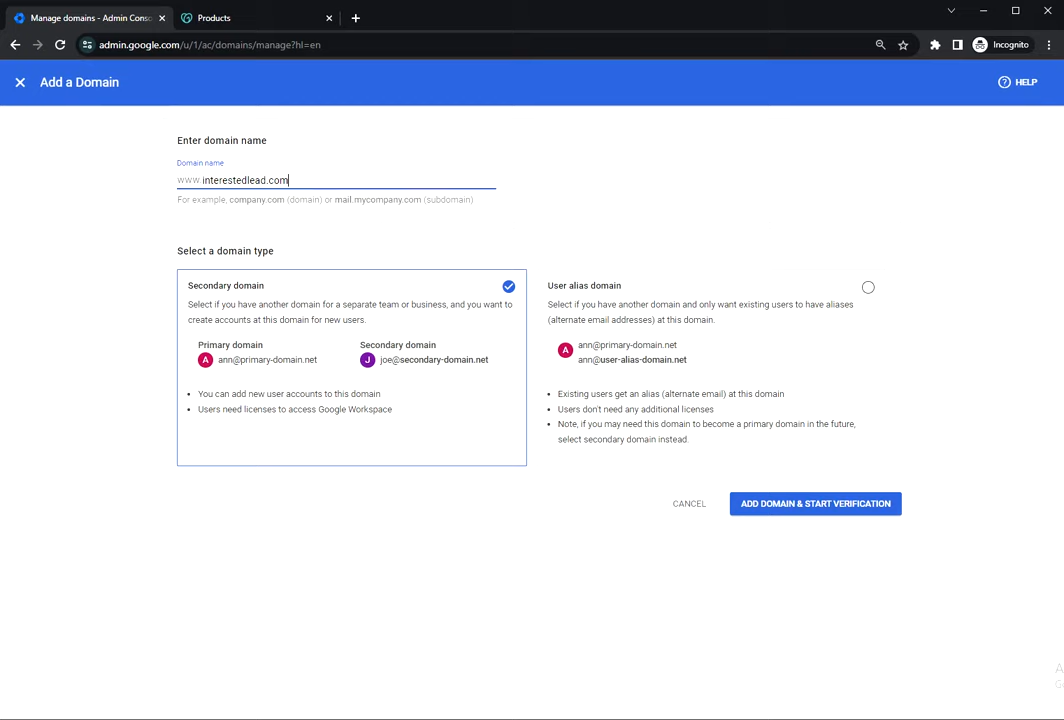 Manage domains - Admin Conso
Products
admin.google.com/u/1/ac/domains/manage?hl=en
Incognito
Add a Domain
HELP
Enter domain name
Domain name
www. interestedlead.com
For example, company.com (domain) or mail.mycompany.com (subdomain)
Select a domain type
Secondary domain
Select if you have another domain for a separate team or business, and you want to
create accounts at this domain for new users.
Primary domain
A ann@primary-domain.net
Secondary domain
J joe@secondary-domain.net
• You can add new user accounts to this domain
• Users need licenses to access Google Workspace
User alias domain
Select if you have another domain and only want existing users to have aliases
(alternate email addresses) at this domain.
A
ann@primary-domain.net
ann@user-alias-domain.net
• Existing users get an alias (alternate email) at this domain
• Users don't need any additional licenses
• Note, if you may need this domain to become a primary domain in the future,
select secondary domain instead.
CANCEL
ADD DOMAIN & START VERIFICATION